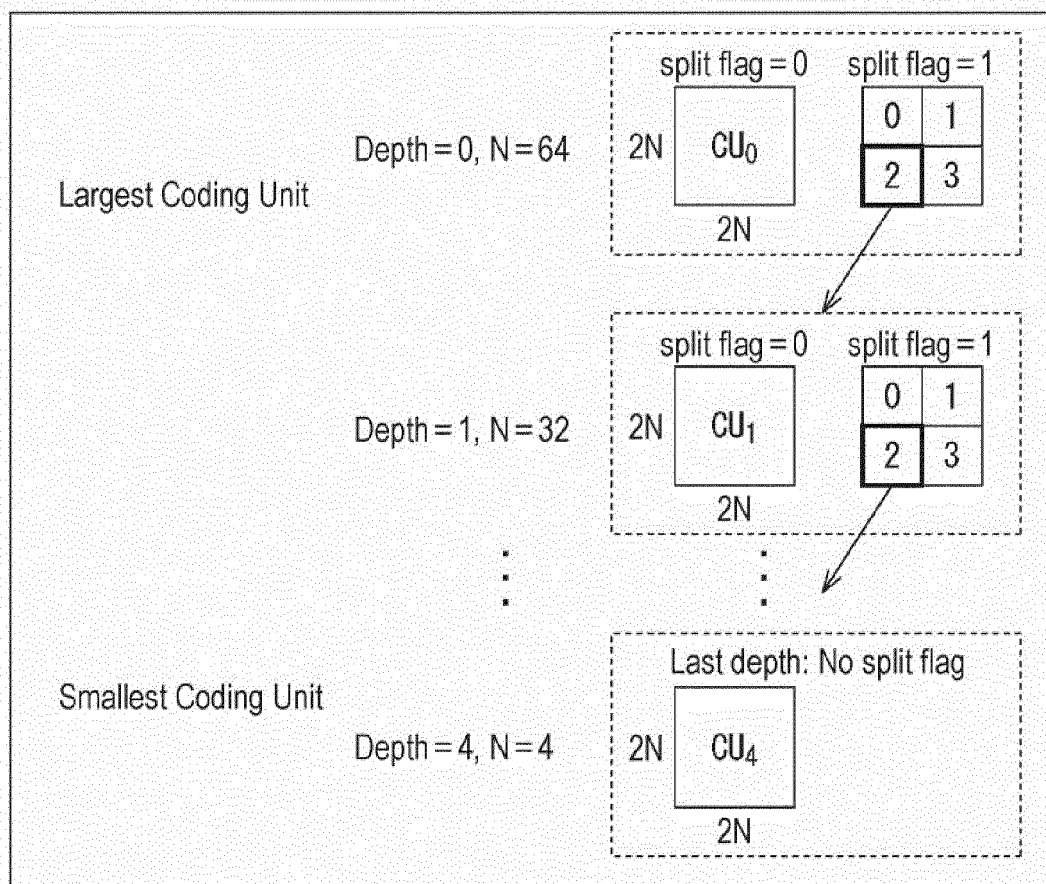 split flag = 0 split flag = 1
0 1
Depth = 0, N = 64 2N CU₀
2 3
Largest Coding Unit
2N
split flag = 0 split flag = 1
0 1
Depth = 1, N = 32 2N CU₁
2 3
2N
Last depth: No split flag
Smallest Coding Unit
Depth = 4, N = 4 2N CU₄
2N